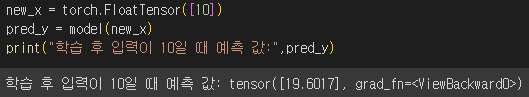 new_x = torch.FloatTensor([10])
pred_y = model(new_x)
print("학습 후 입력이 10일 때 예측 값:",pred_y)
학습 후 입력이 10일 때 예측 값: tensor([19.6017], grad_fn=<ViewBackward0>)